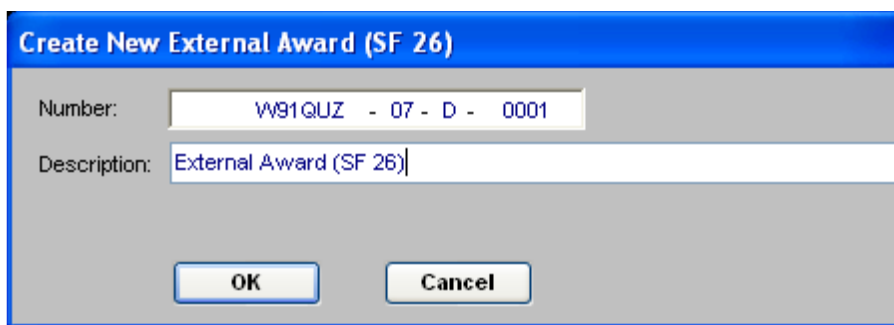 Create New External Award (SF 26)
Number: W91QUZ - 07 - D - 0001
Description: External Award (SF 26)
OK Cancel